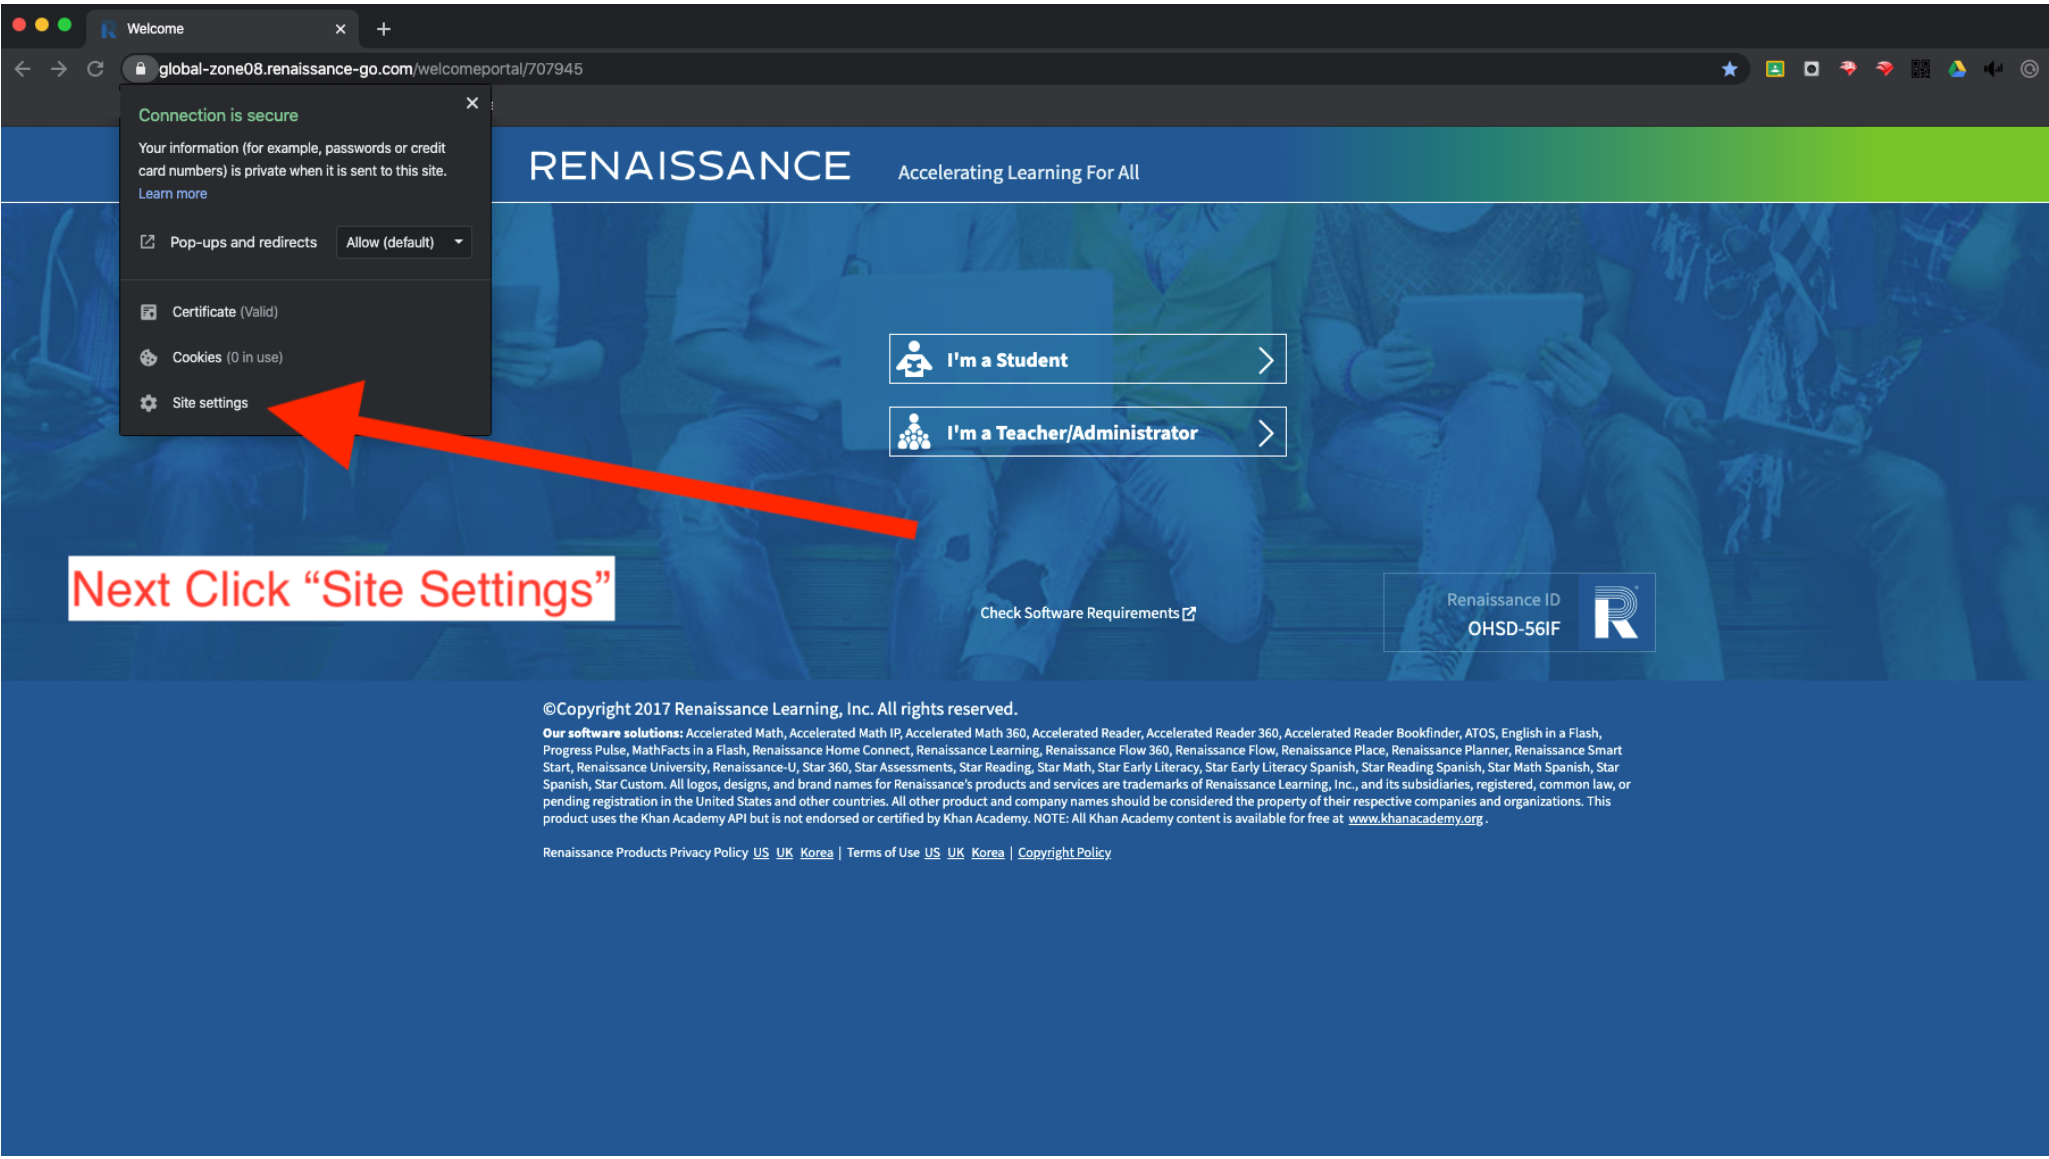 Welcome
global-zone08.renaissance-go.com/welcomeportal/707945
Connection is secure
Your information (for example, passwords or credit
card numbers) is private when it is sent to this site.
Learn more
Pop-ups and redirects Allow (default)
Certificate (Valid)
Cookies (0 in use)
Site settings
RENAISSANCE Accelerating Learning For All
I'm a Student
I'm a Teacher/Administrator
Next Click “Site Settings”
Check Software Requirements
Renaissance ID
OHSD-56IF
R
©Copyright 2017 Renaissance Learning, Inc. All rights reserved.
Our software solutions: Accelerated Math, Accelerated Math IP, Accelerated Math 360, Accelerated Reader, Accelerated Reader 360, Accelerated Reader Bookfinder, ATOS, English in a Flash,
Progress Pulse, MathFacts in a Flash, Renaissance Home Connect, Renaissance Learning, Renaissance Flow 360, Renaissance Flow, Renaissance Place, Renaissance Planner, Renaissance Smart
Start, Renaissance University, Renaissance-U, Star 360, Star Assessments, Star Reading, Star Math, Star Early Literacy, Star Early Literacy Spanish, Star Reading Spanish, Star Math Spanish, Star
Spanish, Star Custom. All logos, designs, and brand names for Renaissance's products and services are trademarks of Renaissance Learning, Inc., and its subsidiaries, registered, common law, or
pending registration in the United States and other countries. All other product and company names should be considered the property of their respective companies and organizations. This
product uses the Khan Academy API but is not endorsed or certified by Khan Academy. NOTE: All Khan Academy content is available for free at www.khanacademy.org.
Renaissance Products Privacy Policy US UK Korea | Terms of Use US UK Korea | Copyright Policy